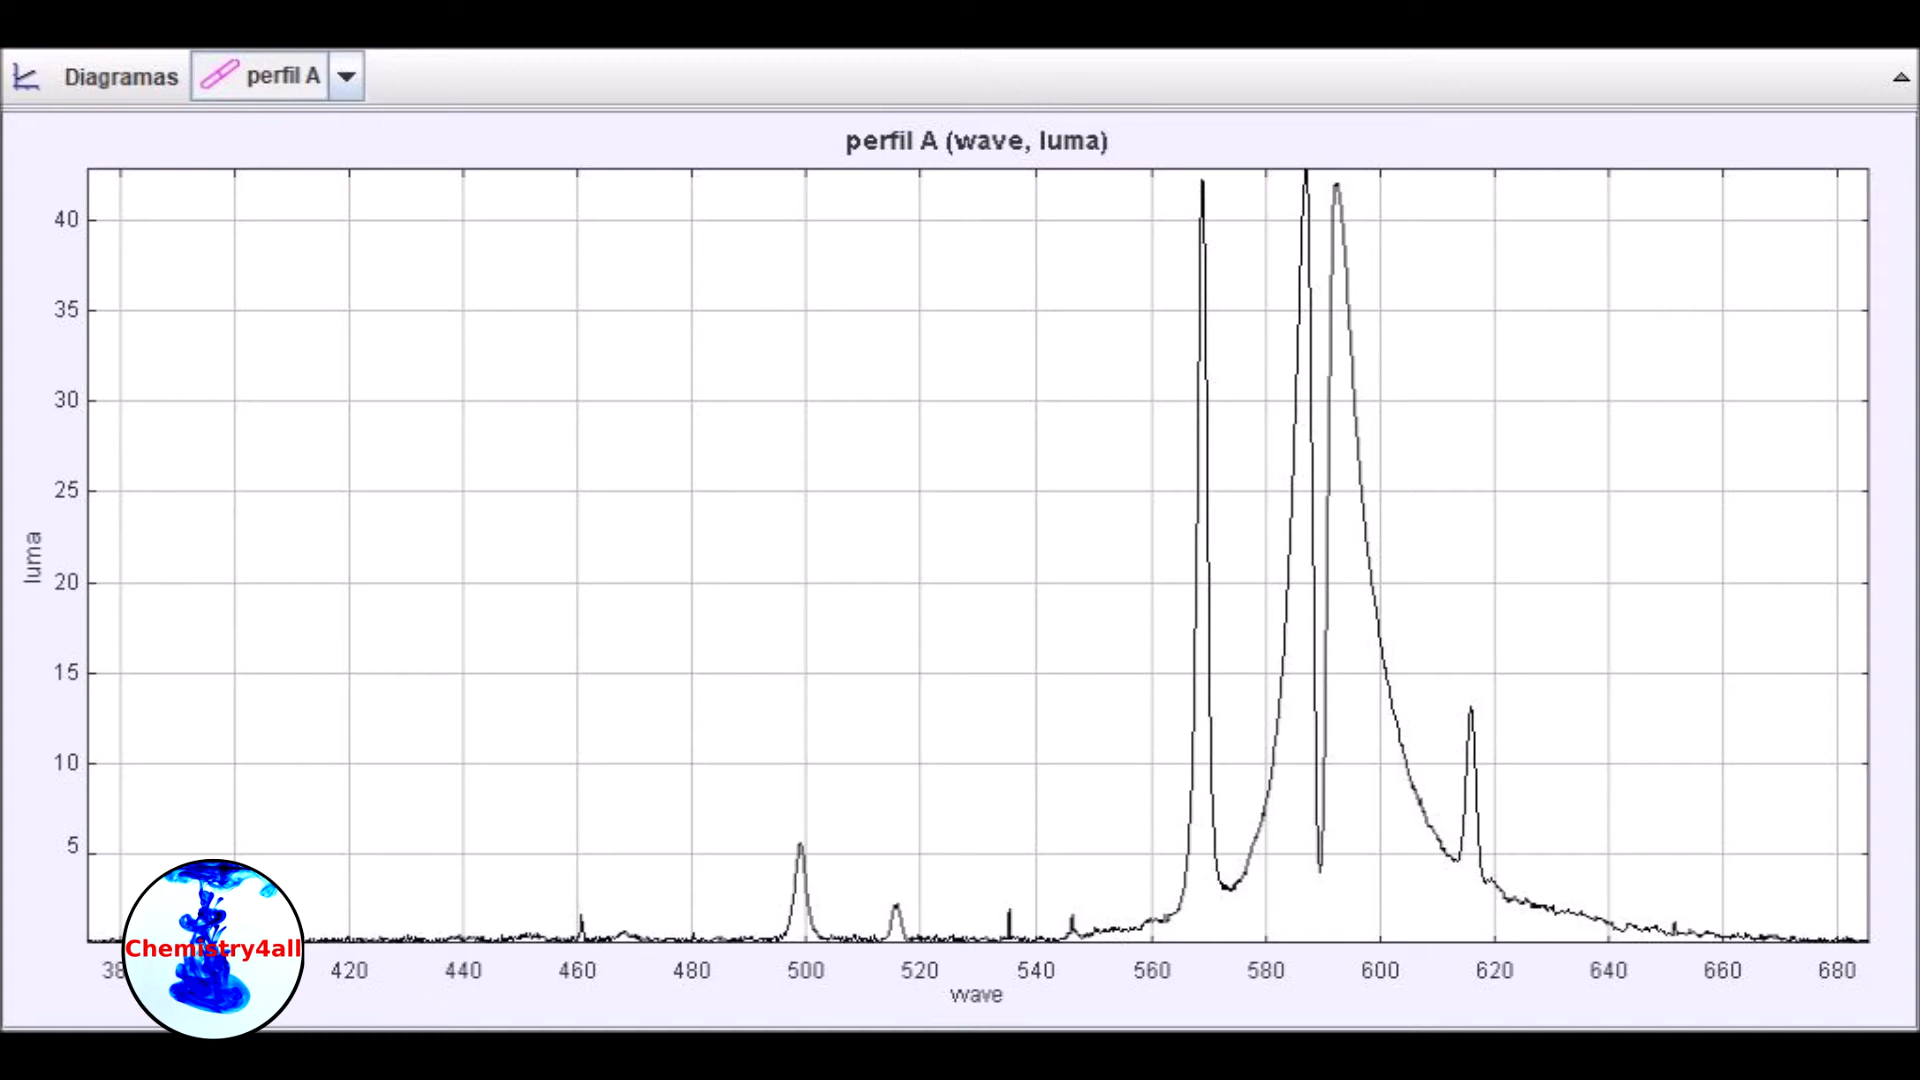 Diagramas perfil A
perfil A (wave, luma)
40
35
30
25
20
15
10
5
luma
38 420 440 460 480 500 520 540 560 580 600 620 640 660 680
wave
Chemistry4all